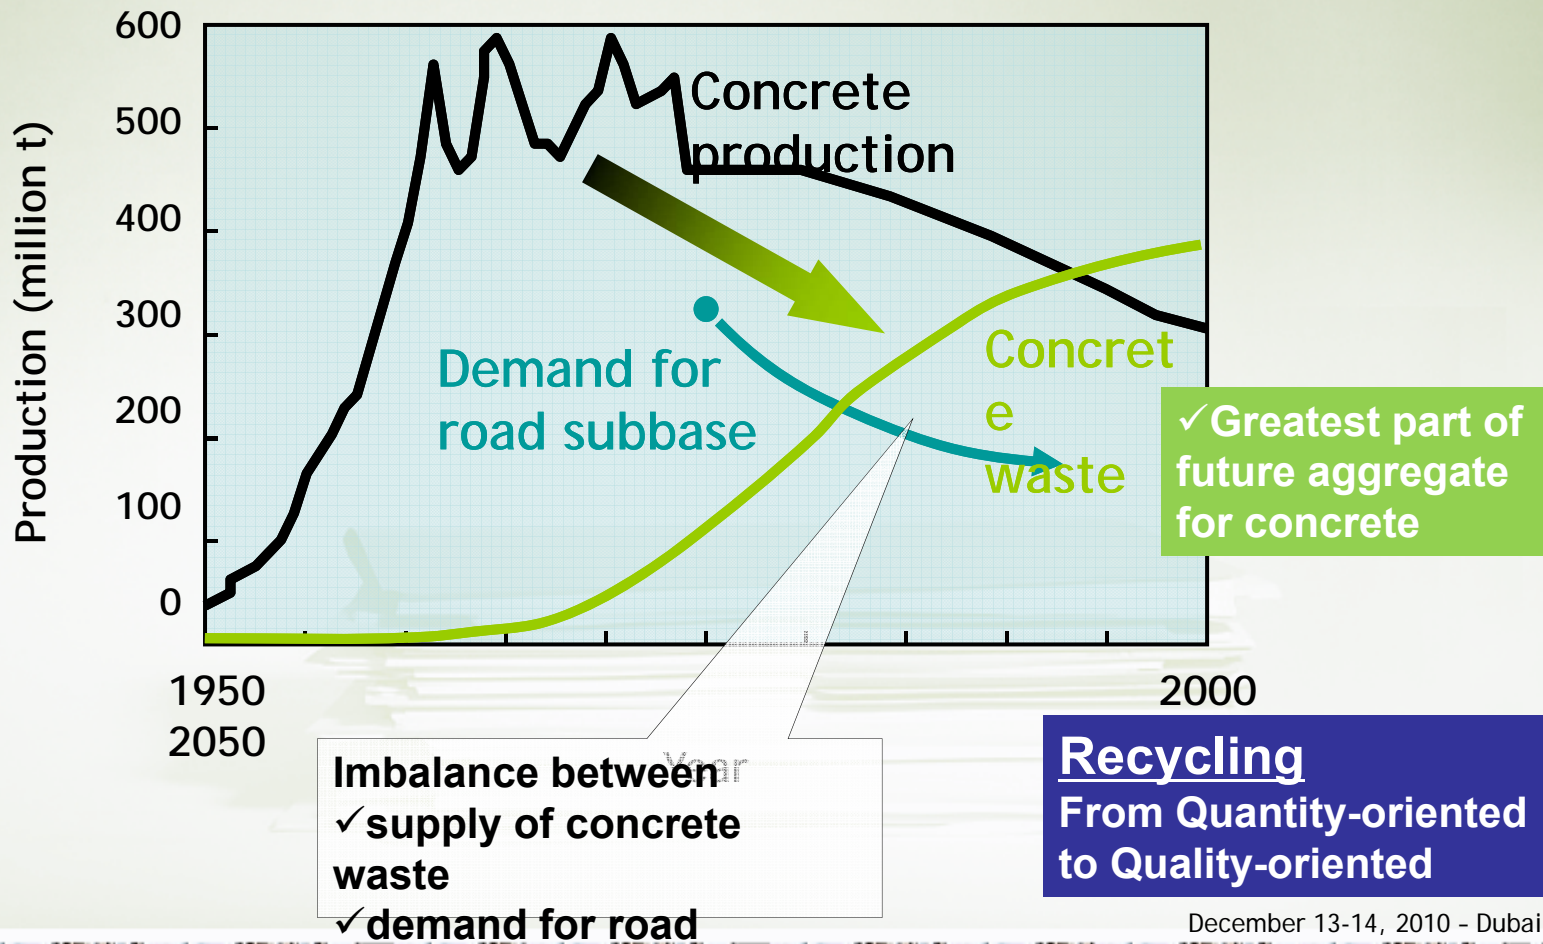 600
500
400
300
200
100
0
Production (million t)
Concrete
production
Demand for
road subbase
Concret
e
waste
✓Greatest part of
future aggregate
for concrete
1950
2000
2050
Year
Imbalance between
✓supply of concrete
waste
✓demand for road
Recycling
From Quantity-oriented
to Quality-oriented
December 13-14, 2010 – Dubai